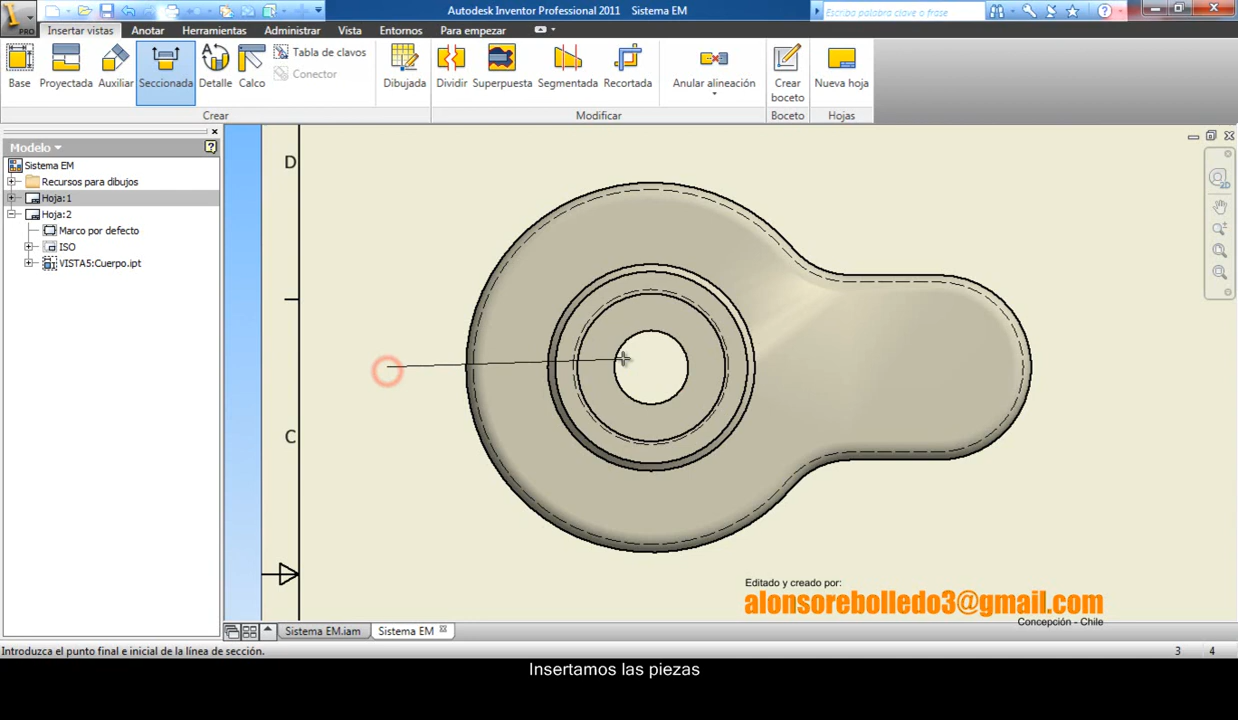 Autodesk Inventor Professional 2011 Sistema EM
Escriba palabra clave o frase
PRO
Insertar vistas Anotar Herramientas Administrar Vista Entornos Para empezar
Base Proyectada Auxiliar Seccionada Detalle Calco
Tabla de clavos
Conector
Dibujada Dividir Superpuesta Segmentada Recortada Anular alineación
Crear
boceto
Nueva hoja
Crear Modificar Boceto Hojas
Modelo
Sistema EM
Recursos para dibujos
Hoja:1
Hoja:2
Marco por defecto
ISO
VISTA5:Cuerpo.ipt
D
C
2D
Editado y creado por:
alonsorebolledo3@gmail.com
Concepción - Chile
Sistema EM.iam Sistema EM
Introduzca el punto final e inicial de la línea de sección. 3 4
Insertamos las piezas